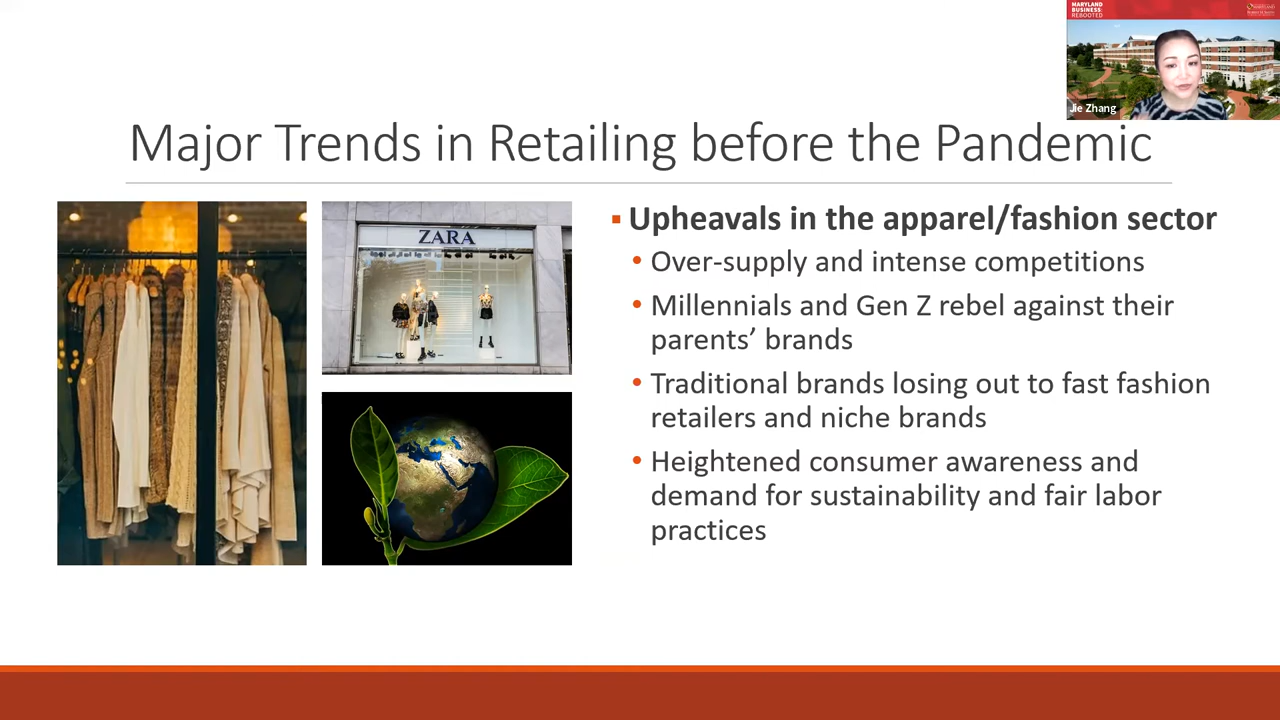 MARYLAND
BUSINESS:
REBOOTED
Jie Zhang
Major Trends in Retailing before the Pandemic
ZARA
Upheavals in the apparel/fashion sector
Over-supply and intense competitions
Millennials and Gen Z rebel against their
parents’ brands
Traditional brands losing out to fast fashion
retailers and niche brands
Heightened consumer awareness and
demand for sustainability and fair labor
practices